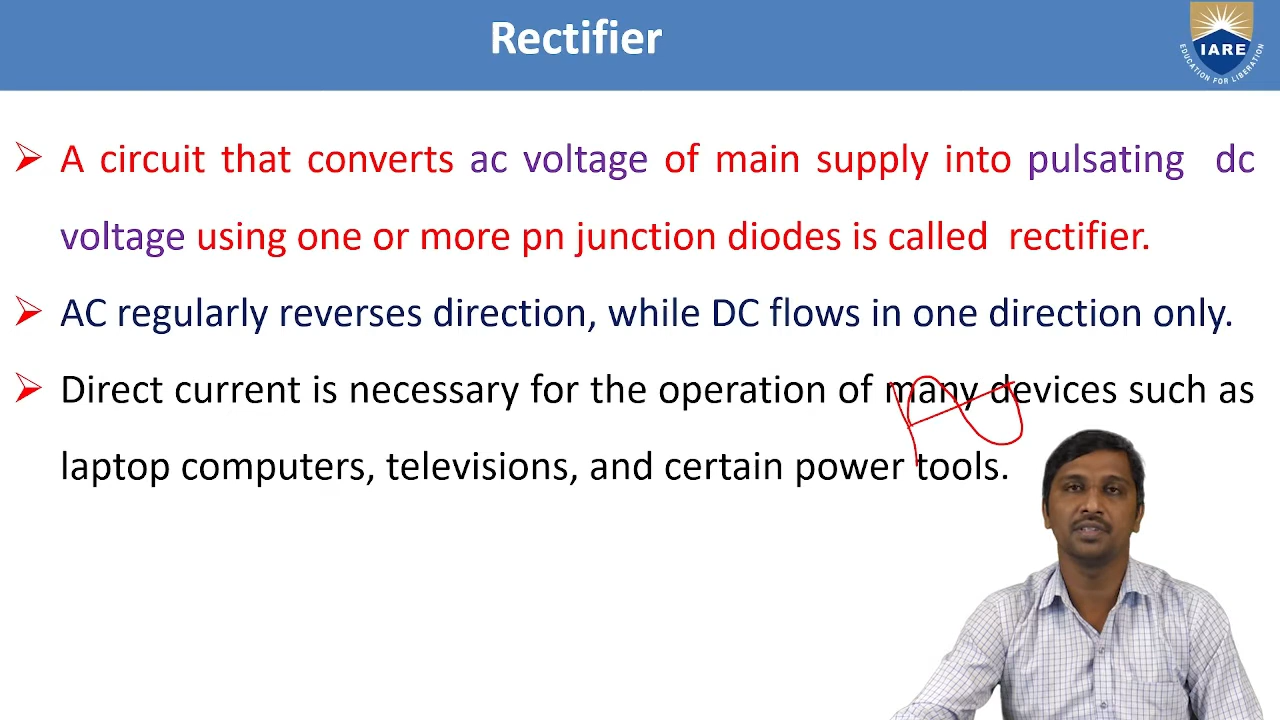 Rectifier
IARE
EDUCATION FOR LIBERATION
➢ A circuit that converts ac voltage of main supply into pulsating dc
voltage using one or more pn junction diodes is called rectifier.
➢ AC regularly reverses direction, while DC flows in one direction only.
➢ Direct current is necessary for the operation of many devices such as
laptop computers, televisions, and certain power tools.